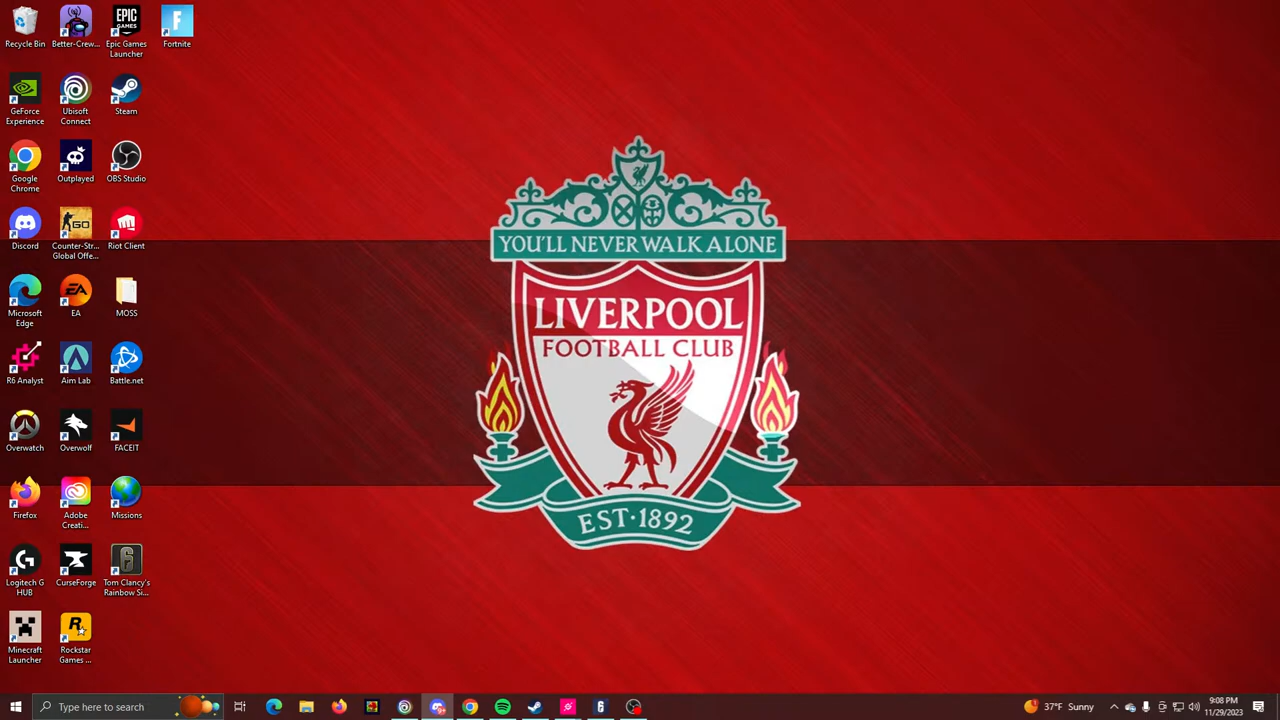 Recycle Bin
Better-Crew...
EPIC
GAMES
Epic Games
Launcher
Fortnite
GeForce
Experience
Ubisoft
Connect
Steam
Google
Chrome
Outplayed
OBS Studio
Discord
GO
Counter-Str...
Global Offe...
Riot Client
Microsoft
Edge
EA
EA
MOSS
R6 Analyst
Aim Lab
Battle.net
Overwatch
Overwolf
FACEIT
Firefox
Adobe
Creati...
Missions
Logitech G
HUB
CurseForge
6
Tom Clancy's
Rainbow Si...
Minecraft
Launcher
R
Rockstar
Games ...
YOU'LL NEVER WALK ALONE
LIVERPOOL
FOOTBALL CLUB
EST·1892
Type here to search
6
37°F Sunny
9:08 PM
11/29/2023